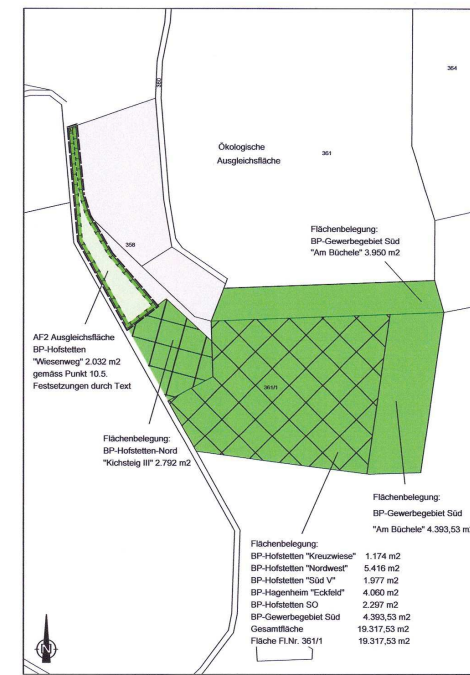 364
360
Ökologische
Ausgleichsfläche
361
358
Flächenbelegung:
BP-Gewerbegebiet Süd
"Am Büchele" 3.950 m2
AF2 Ausgleichsfläche
BP-Hofstetten
"Wiesenweg" 2.032 m2
gemäss Punkt 10.5.
Festsetzungen durch Text
361/1
Flächenbelegung:
BP-Hofstetten-Nord
"Kichsteig III" 2.792 m2
Flächenbelegung:
BP-Gewerbegebiet Süd
"Am Büchele" 4.393,53 m2
Flächenbelegung:
BP-Hofstetten "Kreuzwiese" 1.174 m2
BP-Hofstetten "Nordwest" 5.416 m2
BP-Hofstetten "Süd V" 1.977 m2
BP-Hagenheim "Eckfeld" 4.060 m2
BP-Hofstetten SO 2.297 m2
BP-Gewerbegebiet Süd 4.393,53 m2
Gesamtfläche 19.317,53 m2
Fläche Fl.Nr. 361/1 19.317,53 m2
N